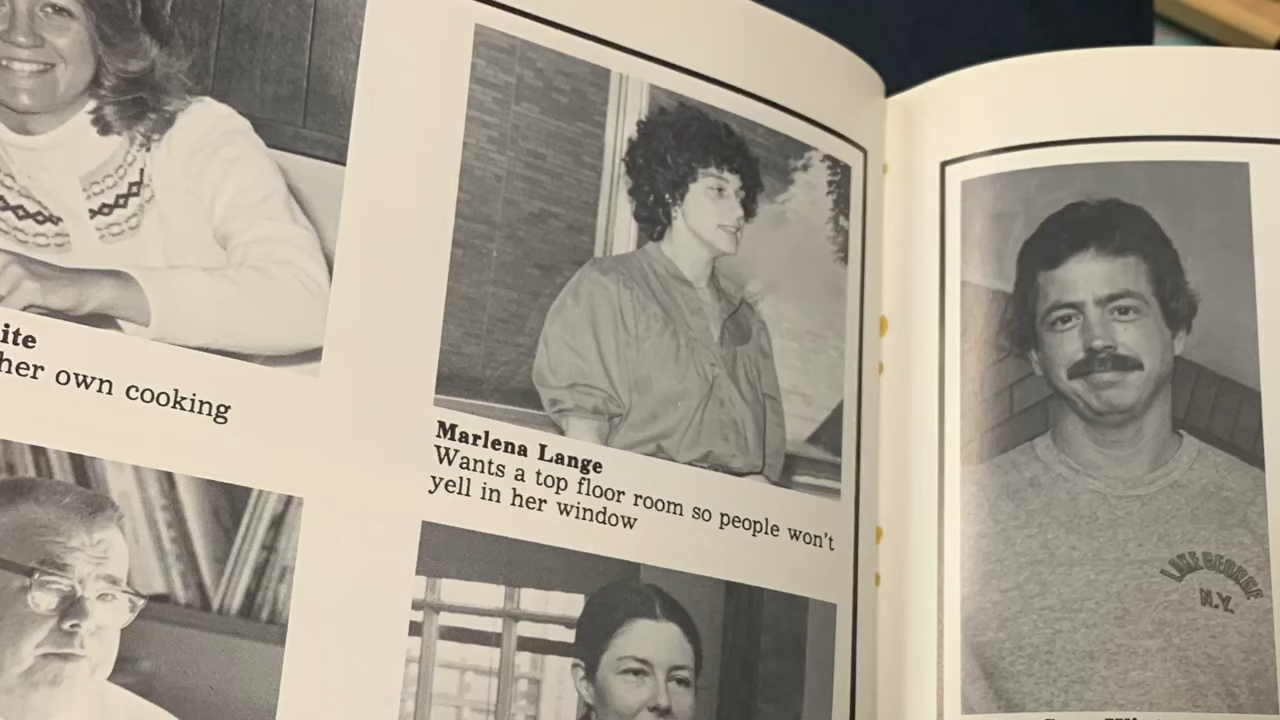 ite
her own cooking
Marlena Lange
Wants a top floor room so people won't
yell in her window
LAKE GEORGE
N.Y.